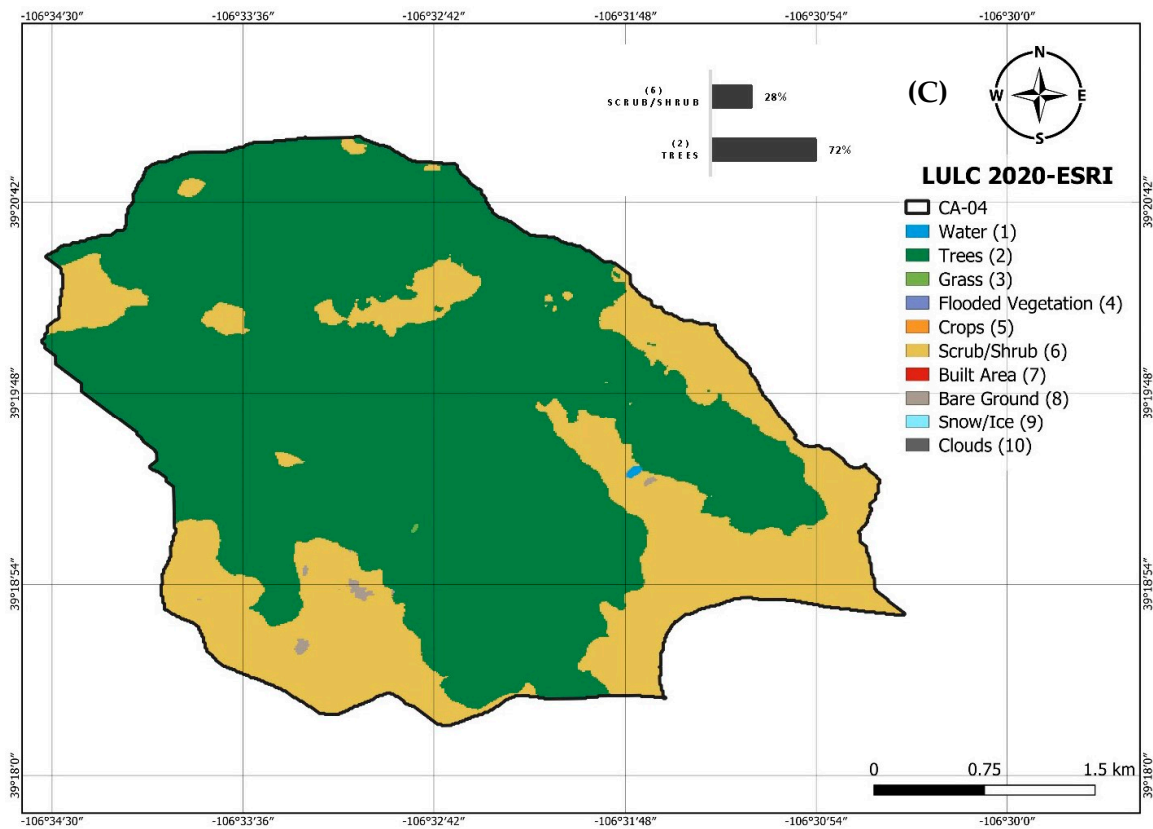 -106°34'30" -106°33'36" -106°32'42" -106°31'48" -106°30'54" -106°30'0"
(6)
SCRUB/SHRUB 28%
(2)
TREES 72%
(C)
N
W E
S
LULC 2020-ESRI
CA-04
Water (1)
Trees (2)
Grass (3)
Flooded Vegetation (4)
Crops (5)
Scrub/Shrub (6)
Built Area (7)
Bare Ground (8)
Snow/Ice (9)
Clouds (10)
39°20'42" 39°20'42"
39°19'48" 39°19'48"
39°18'54" 39°18'54"
39°18'0" 39°18'0"
0 0.75 1.5 km
-106°34'30" -106°33'36" -106°32'42" -106°31'48" -106°30'54" -106°30'0"